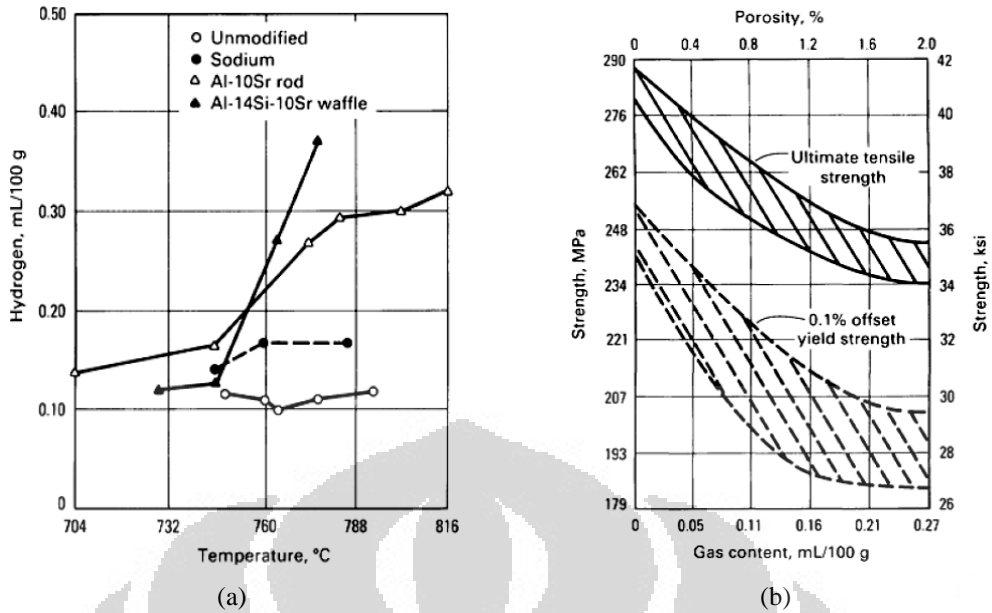 0.50
0.40
0.30
0.20
0.10
0
Hydrogen, mL/100 g
Unmodified
Sodium
Al-10Sr rod
Al-14Si-10Sr waffle
704 732 760 788 816
Temperature, °C
(a)
Porosity, %
0 0.4 0.8 1.2 1.6 2.0
290
276
262
248
234
221
207
193
179
Strength, MPa
Ultimate tensile
strength
0.1% offset
yield strength
42
40
38
36
34
32
30
28
26
Strength, ksi
0 0.05 0.11 0.16 0.21 0.27
Gas content, mL/100 g
(b)